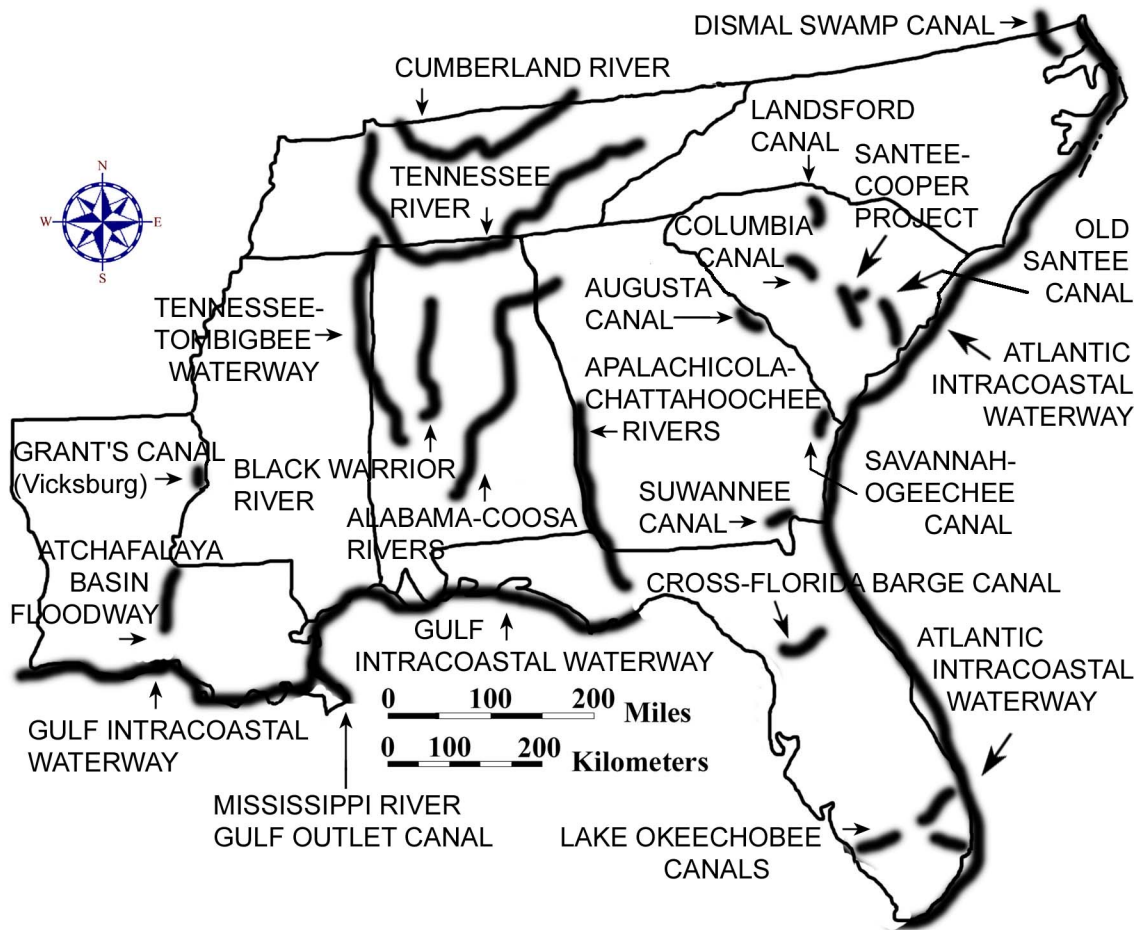 DISMAL SWAMP CANAL
CUMBERLAND RIVER
LANDSFORD
CANAL
SANTEE-
COOPER
PROJECT
TENNESSEE
RIVER
N
W
E
S
COLUMBIA
CANAL
OLD
SANTEE
CANAL
AUGUSTA
CANAL
TENNESSEE-
TOMBIGBEE
WATERWAY
APALACHICOLA-
CHATTAHOOCHEE
RIVERS
ATLANTIC
INTRACOASTAL
WATERWAY
GRANT'S CANAL
(Vicksburg)
BLACK WARRIOR
RIVER
SAVANNAH-
OGEECHEE
CANAL
SUWANNEE
CANAL
ALABAMA-COOSA
RIVERS
ATCHAFALAYA
BASIN
FLOODWAY
CROSS-FLORIDA BARGE CANAL
GULF
INTRACOASTAL WATERWAY
ATLANTIC
INTRACOASTAL
WATERWAY
0 100 200
Miles
0 100 200
Kilometers
GULF INTRACOASTAL
WATERWAY
MISSISSIPPI RIVER
GULF OUTLET CANAL
LAKE OKEECHOBEE
CANALS